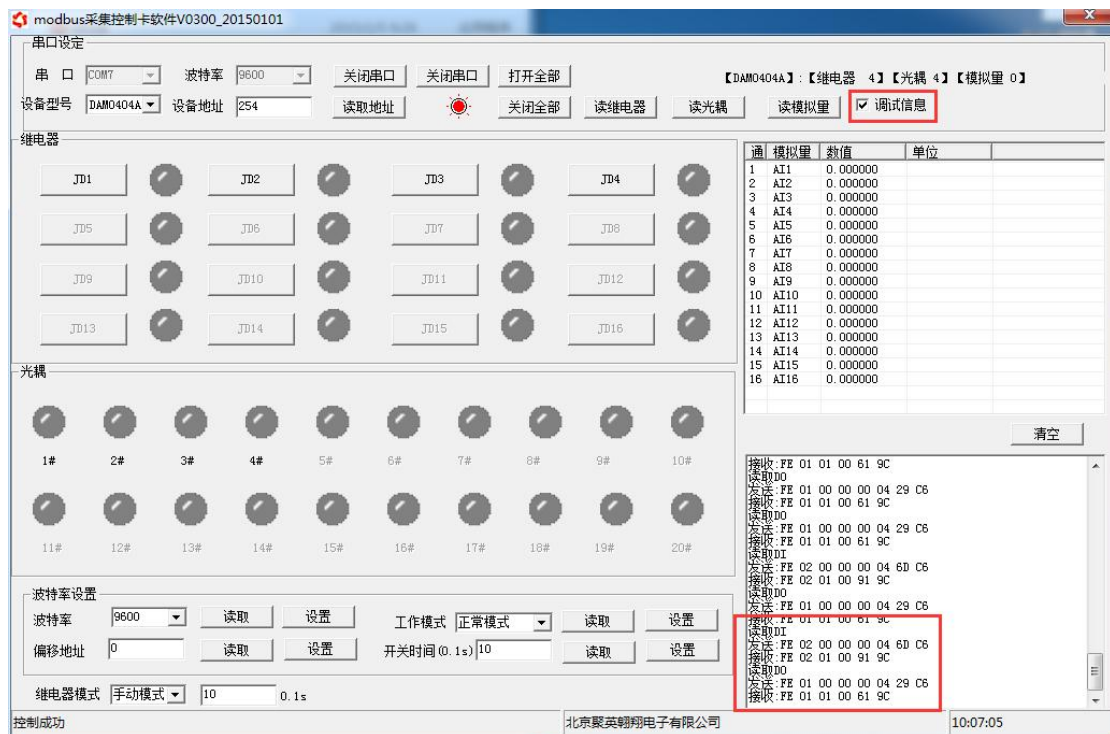 modbus采集控制卡软件V0300_20150101
串口设定
串 口 COM7 波特率 9600 关闭串口 关闭串口 打开全部 【DAM0404A】:【继电器 4】【光耦 4】【模拟量 0】
设备型号 DAM0404A 设备地址 254 读取地址 关闭全部 读继电器 读光耦 读模拟量 调试信息
继电器
JD1 JD2 JD3 JD4
JD5 JD6 JD7 JD8
JD9 JD10 JD11 JD12
JD13 JD14 JD15 JD16
通 模拟量 数值 单位
1 AI1 0.000000
2 AI2 0.000000
3 AI3 0.000000
4 AI4 0.000000
5 AI5 0.000000
6 AI6 0.000000
7 AI7 0.000000
8 AI8 0.000000
9 AI9 0.000000
10 AI10 0.000000
11 AI11 0.000000
12 AI12 0.000000
13 AI13 0.000000
14 AI14 0.000000
15 AI15 0.000000
16 AI16 0.000000
清空
光耦
1# 2# 3# 4# 5# 6# 7# 8# 9# 10#
11# 12# 13# 14# 15# 16# 17# 18# 19# 20#
接收:FE 01 01 00 61 9C
读取DO
发送:FE 01 00 00 00 04 29 C6
接收:FE 01 01 00 61 9C
读取DO
发送:FE 01 00 00 00 04 29 C6
接收:FE 01 01 00 61 9C
读取DI
发送:FE 02 00 00 00 04 6D C6
接收:FE 02 01 00 91 9C
读取DO
发送:FE 01 00 00 00 04 29 C6
接收:FE 01 01 00 61 9C
读取DI
发送:FE 02 00 00 00 04 6D C6
接收:FE 02 01 00 91 9C
读取DO
发送:FE 01 00 00 00 04 29 C6
接收:FE 01 01 00 61 9C
波特率设置
波特率 9600 读取 设置 工作模式 正常模式 读取 设置
偏移地址 0 读取 设置 开关时间(0.1s) 10 读取 设置
继电器模式 手动模式 10 0.1s
控制成功 北京聚英翱翔电子有限公司 10:07:05